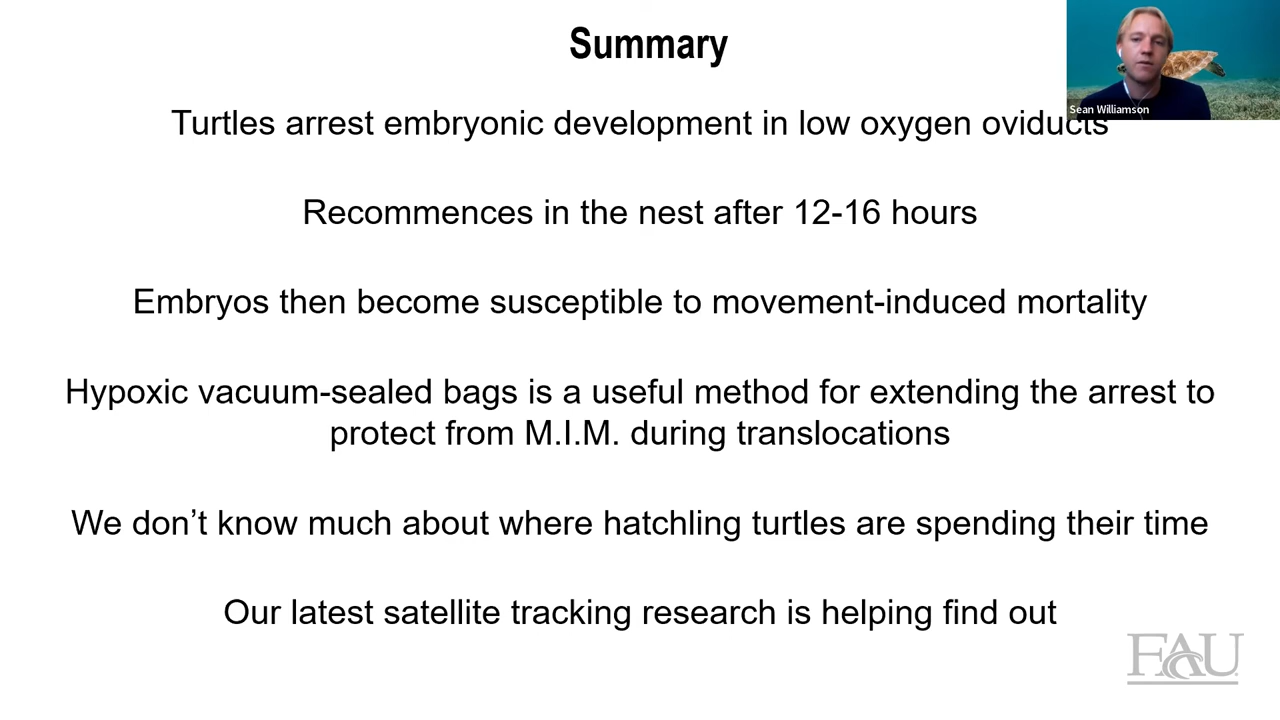 Summary
Sean Williamson
Turtles arrest embryonic development in low oxygen oviducts
Recommences in the nest after 12-16 hours
Embryos then become susceptible to movement-induced mortality
Hypoxic vacuum-sealed bags is a useful method for extending the arrest to
protect from M.I.M. during translocations
We don’t know much about where hatchling turtles are spending their time
Our latest satellite tracking research is helping find out
FAU